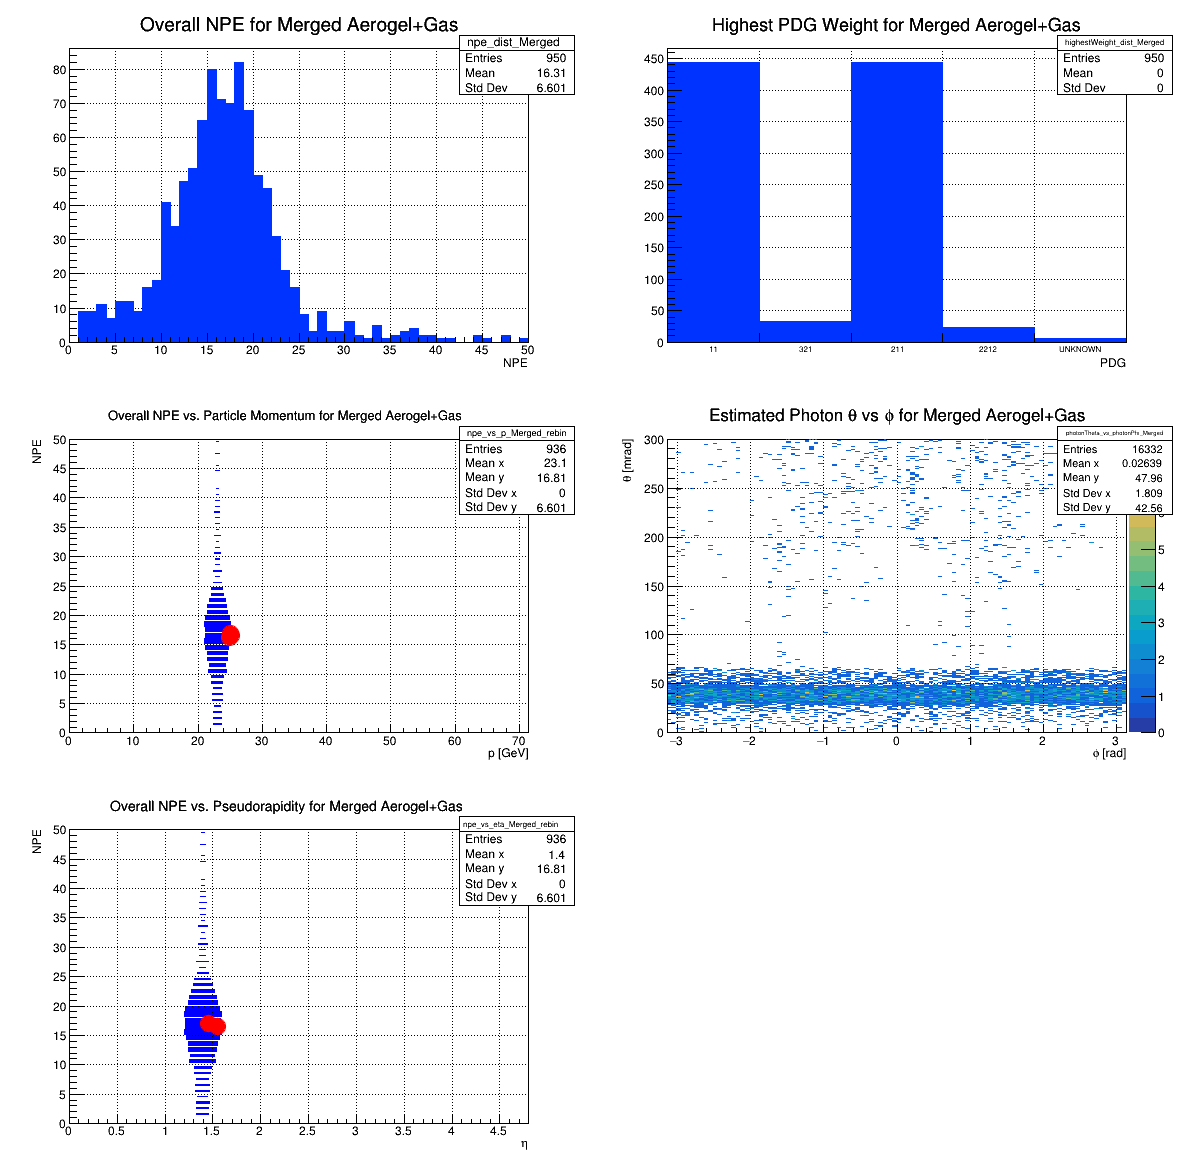 Overall NPE for Merged Aerogel+Gas
npe_dist_Merged
Entries 950
Mean 16.31
Std Dev 6.601
80
70
60
50
40
30
20
10
0
0 5 10 15 20 25 30 35 40 45 50
NPE
Highest PDG Weight for Merged Aerogel+Gas
highestWeight_dist_Merged
Entries 950
Mean 0
Std Dev 0
450
400
350
300
250
200
150
100
50
0
11 321 211 2212 UNKNOWN
PDG
Overall NPE vs. Particle Momentum for Merged Aerogel+Gas
npe_vs_p_Merged_rebin
Entries 936
Mean x 23.1
Mean y 16.81
Std Dev x 0
Std Dev y 6.601
NPE
50
45
40
35
30
25
20
15
10
5
0
0 10 20 30 40 50 60 70
p [GeV]
Estimated Photon θ vs ϕ for Merged Aerogel+Gas
Entries 16332
Mean x 0.02639
Mean y 47.96
Std Dev x 1.809
Std Dev y 42.56
θ [mrad]
300
250
200
150
100
50
0
−3 −2 −1 0 1 2 3
ϕ [rad]
5
4
3
2
1
0
Overall NPE vs. Pseudorapidity for Merged Aerogel+Gas
npe_vs_eta_Merged_rebin
Entries 936
Mean x 1.4
Mean y 16.81
Std Dev x 0
Std Dev y 6.601
NPE
50
45
40
35
30
25
20
15
10
5
0
0 0.5 1 1.5 2 2.5 3 3.5 4 4.5
η